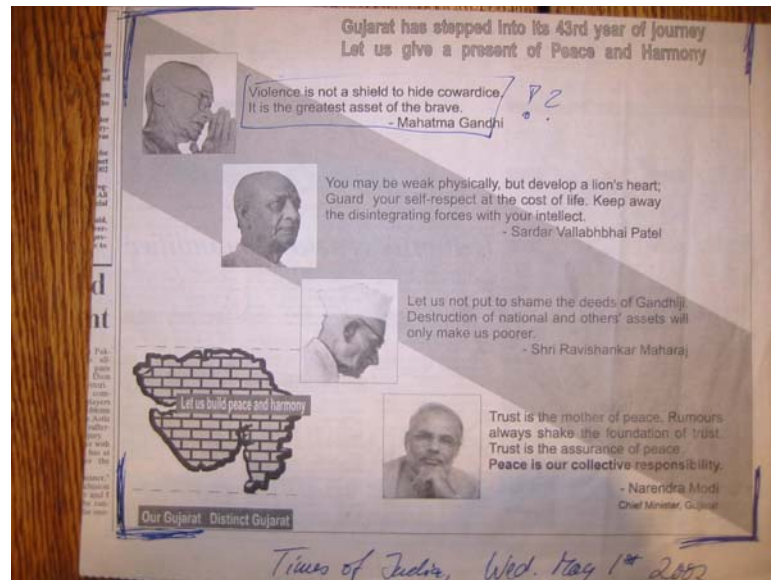 Gujarat has stepped into its 43rd year of journey
Let us give a present of Peace and Harmony
Violence is not a shield to hide cowardice.
It is the greatest asset of the brave.
- Mahatma Gandhi
!?
You may be weak physically, but develop a lion's heart;
Guard your self-respect at the cost of life. Keep away
the disintegrating forces with your intellect.
- Sardar Vallabhbhai Patel
Let us not put to shame the deeds of Gandhiji.
Destruction of national and others' assets will
only make us poorer.
- Shri Ravishankar Maharaj
Let us build peace and harmony
Trust is the mother of peace. Rumours
always shake the foundation of trust.
Trust is the assurance of peace.
Peace is our collective responsibility.
- Narendra Modi
Chief Minister, Gujarat
Our Gujarat Distinct Gujarat
Times of India, Wed. May 1st